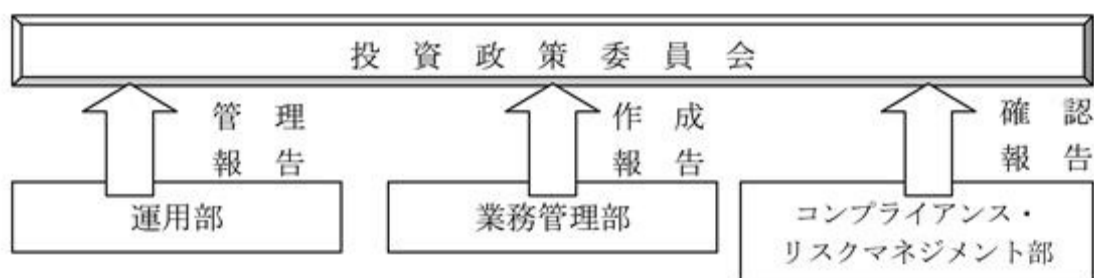 投資政策委員会
管理
報告
作成
報告
確認
報告
運用部
業務管理部
コンプライアンス・
リスクマネジメント部